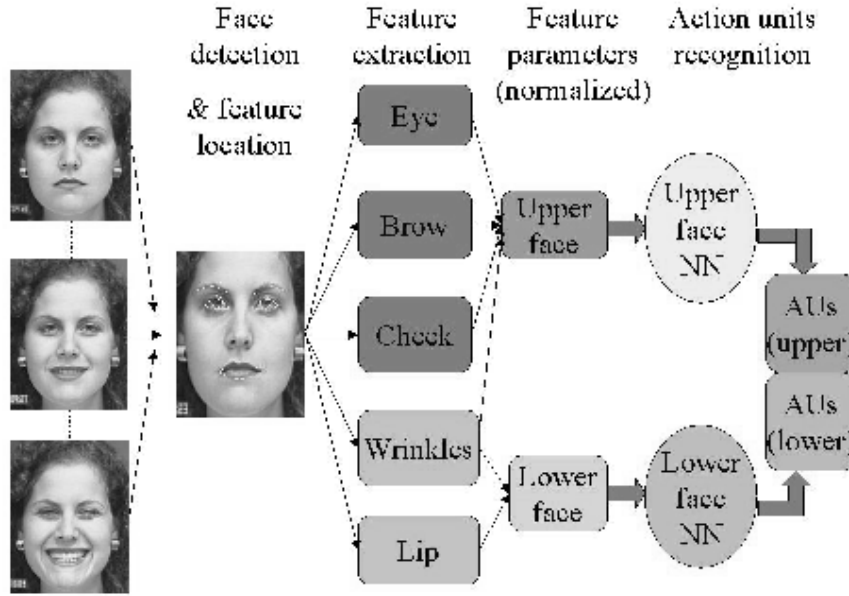 Face
detection
& feature
location
Feature
extraction
Feature
parameters
(normalized)
Action units
recognition
Eye
Brow
Cheek
Wrinkles
Lip
Upper
face
Lower
face
Upper
face
NN
Lower
face
NN
AUs
(upper)
AUs
(lower)